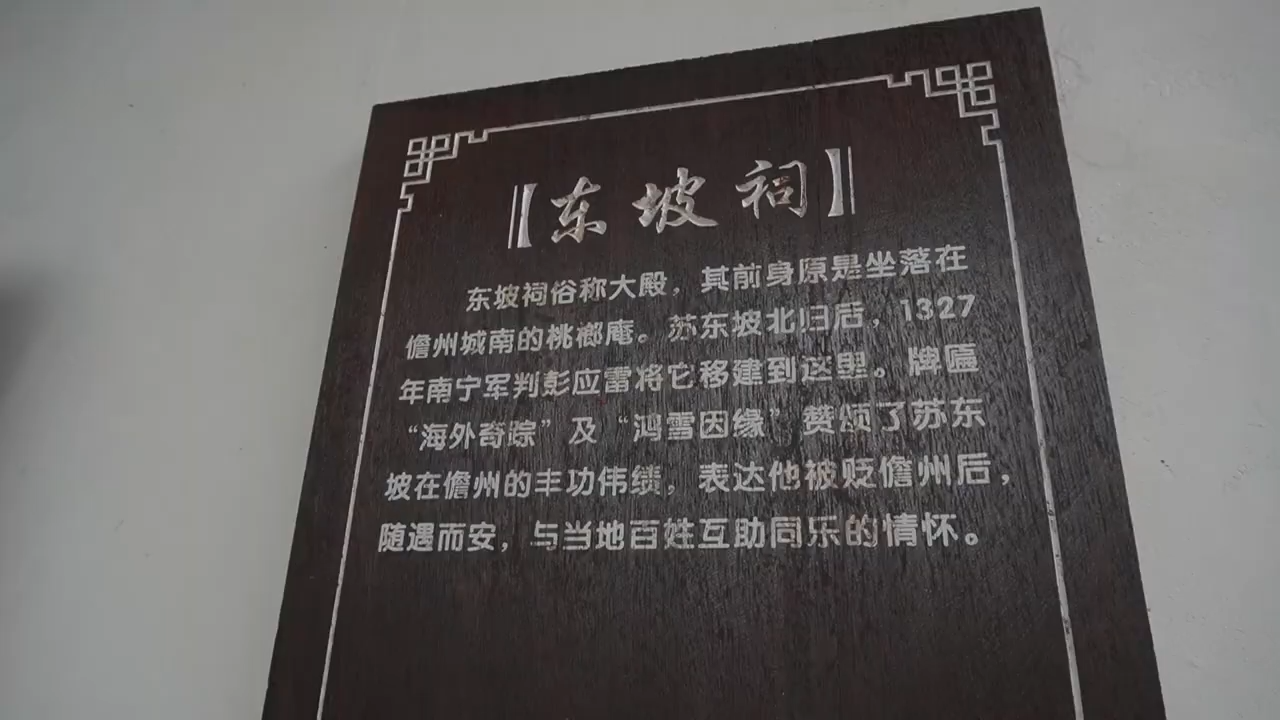 【东坡祠】
东坡祠俗称大殿，其前身原是坐落在
儋州城南的桃榔庵。苏东坡北归后，1327
年南宁军判彭应雷将它移建到这里。牌匾
“海外奇踪”及“鸿雪因缘”赞颂了苏东
坡在儋州的丰功伟绩，表达他被贬儋州后，
随遇而安，与当地百姓互助同乐的情怀。